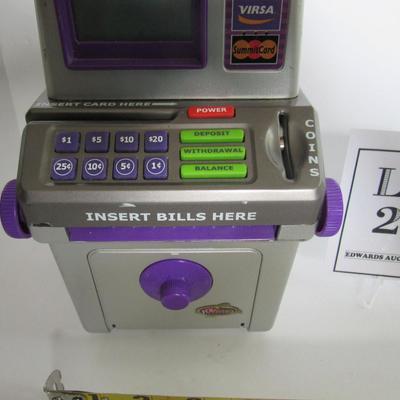 VIRSA
SummitCard
INSERT CARD HERE
POWER
$1 $5 $10 $20
DEPOSIT
WITHDRAWAL
25¢ 10¢ 5¢ 1¢
BALANCE
COINS
INSERT BILLS HERE
L
2
EDWARDS AUC